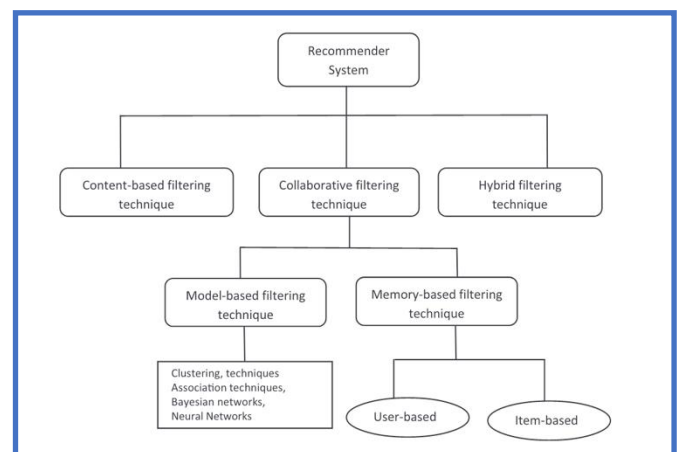 Recommender
System
Content-based filtering
technique
Collaborative filtering
technique
Hybrid filtering
technique
Model-based filtering
technique
Memory-based filtering
technique
Clustering, techniques
Association techniques,
Bayesian networks,
Neural Networks
User-based
Item-based